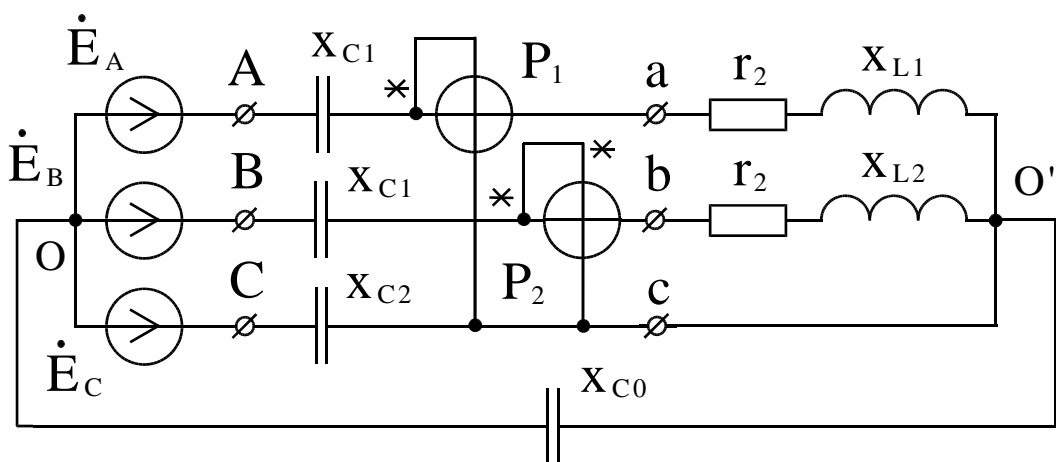 Ė_A
A
x_C1
*
P_1
a
r_2
x_L1
Ė_B
B
x_C1
*
*
b
r_2
x_L2
O'
O
C
x_C2
P_2
c
Ė_C
x_C0